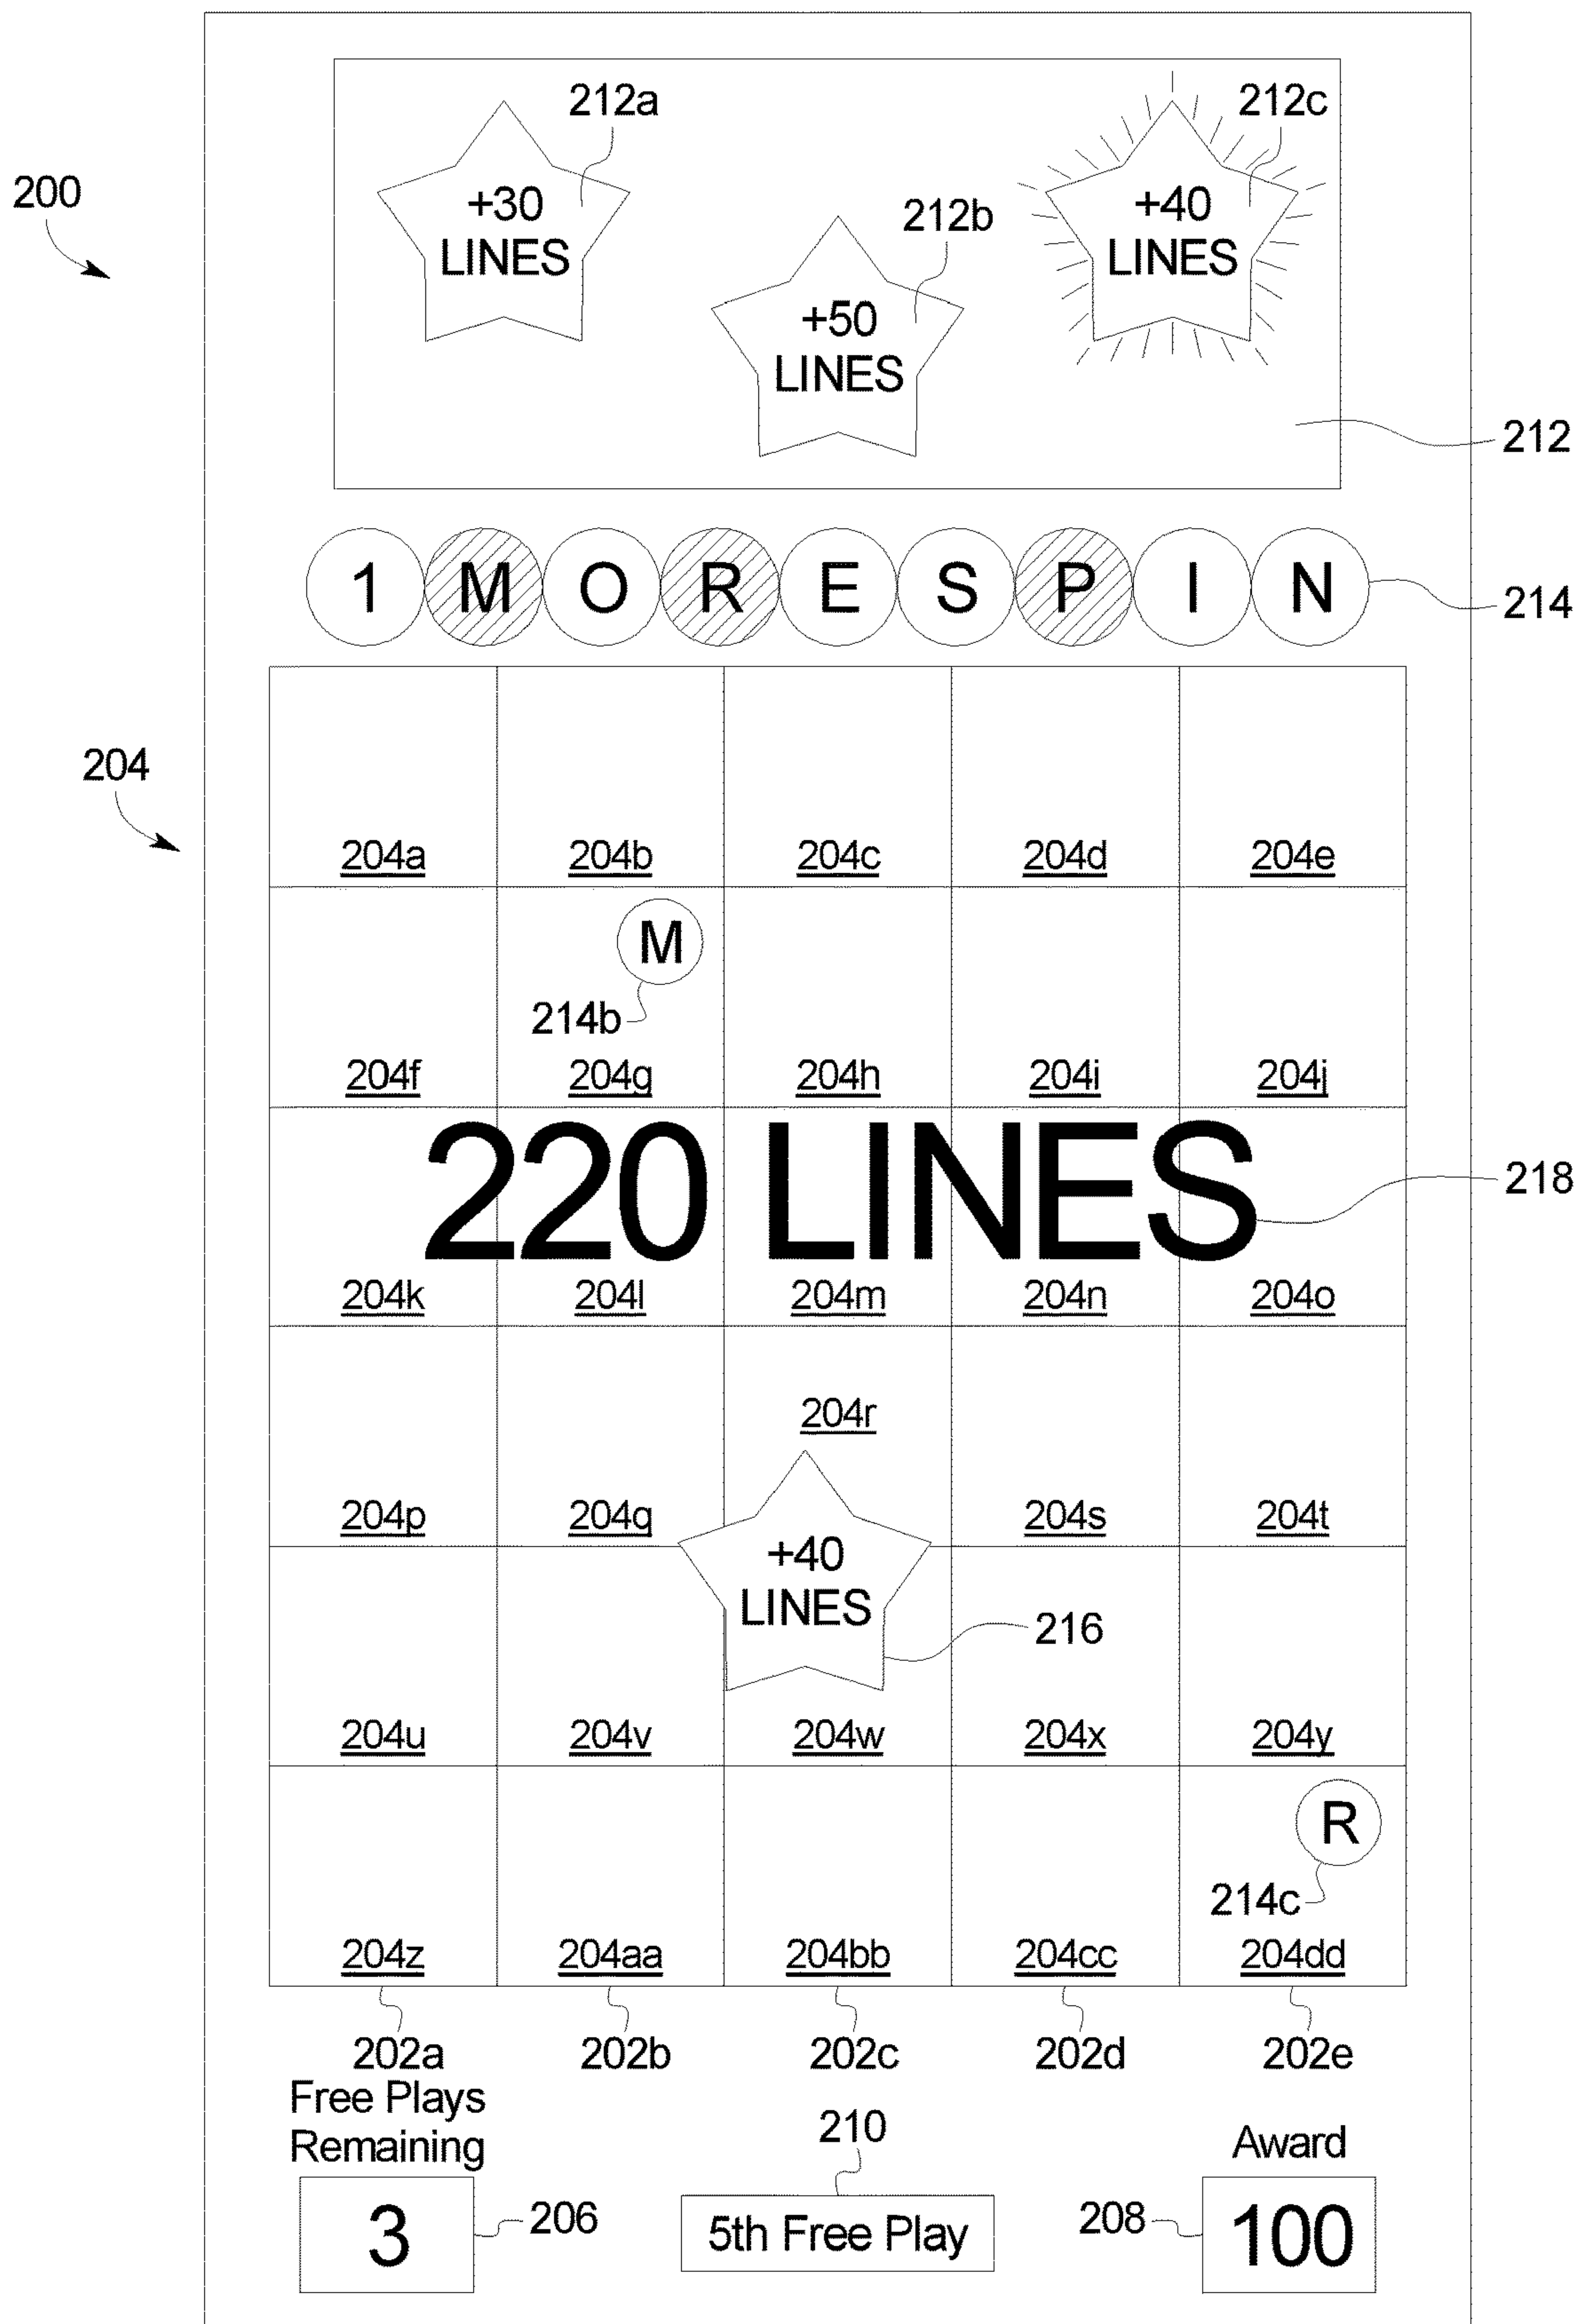 200
212a
212b
212c
+30
LINES
+50
LINES
+40
LINES
212
1 M O R E S P I N
214
204
204a 204b 204c 204d 204e
M
214b
204f 204g 204h 204i 204j
220 LINES
218
204k 204l 204m 204n 204o
204r
204p 204q 204s 204t
+40
LINES
216
204u 204v 204w 204x 204y
R
214c
204z 204aa 204bb 204cc 204dd
202a 202b 202c 202d 202e
Free Plays
Remaining
3
206
210
5th Free Play
Award
208
100